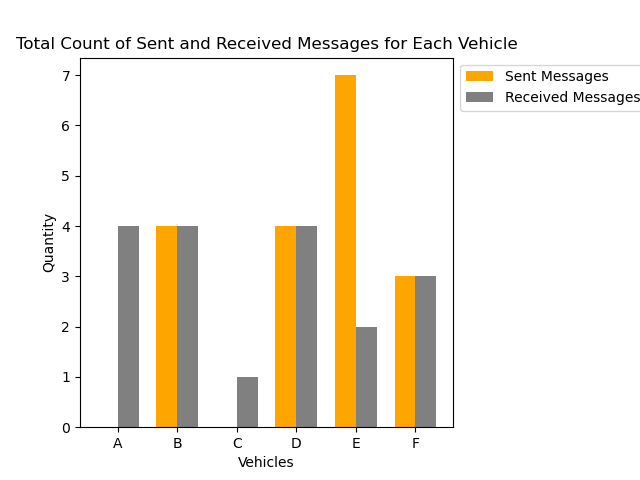 Total Count of Sent and Received Messages for Each Vehicle
Sent Messages
Received Messages
Quantity
7
6
5
4
3
2
1
0
A B C D E F
Vehicles